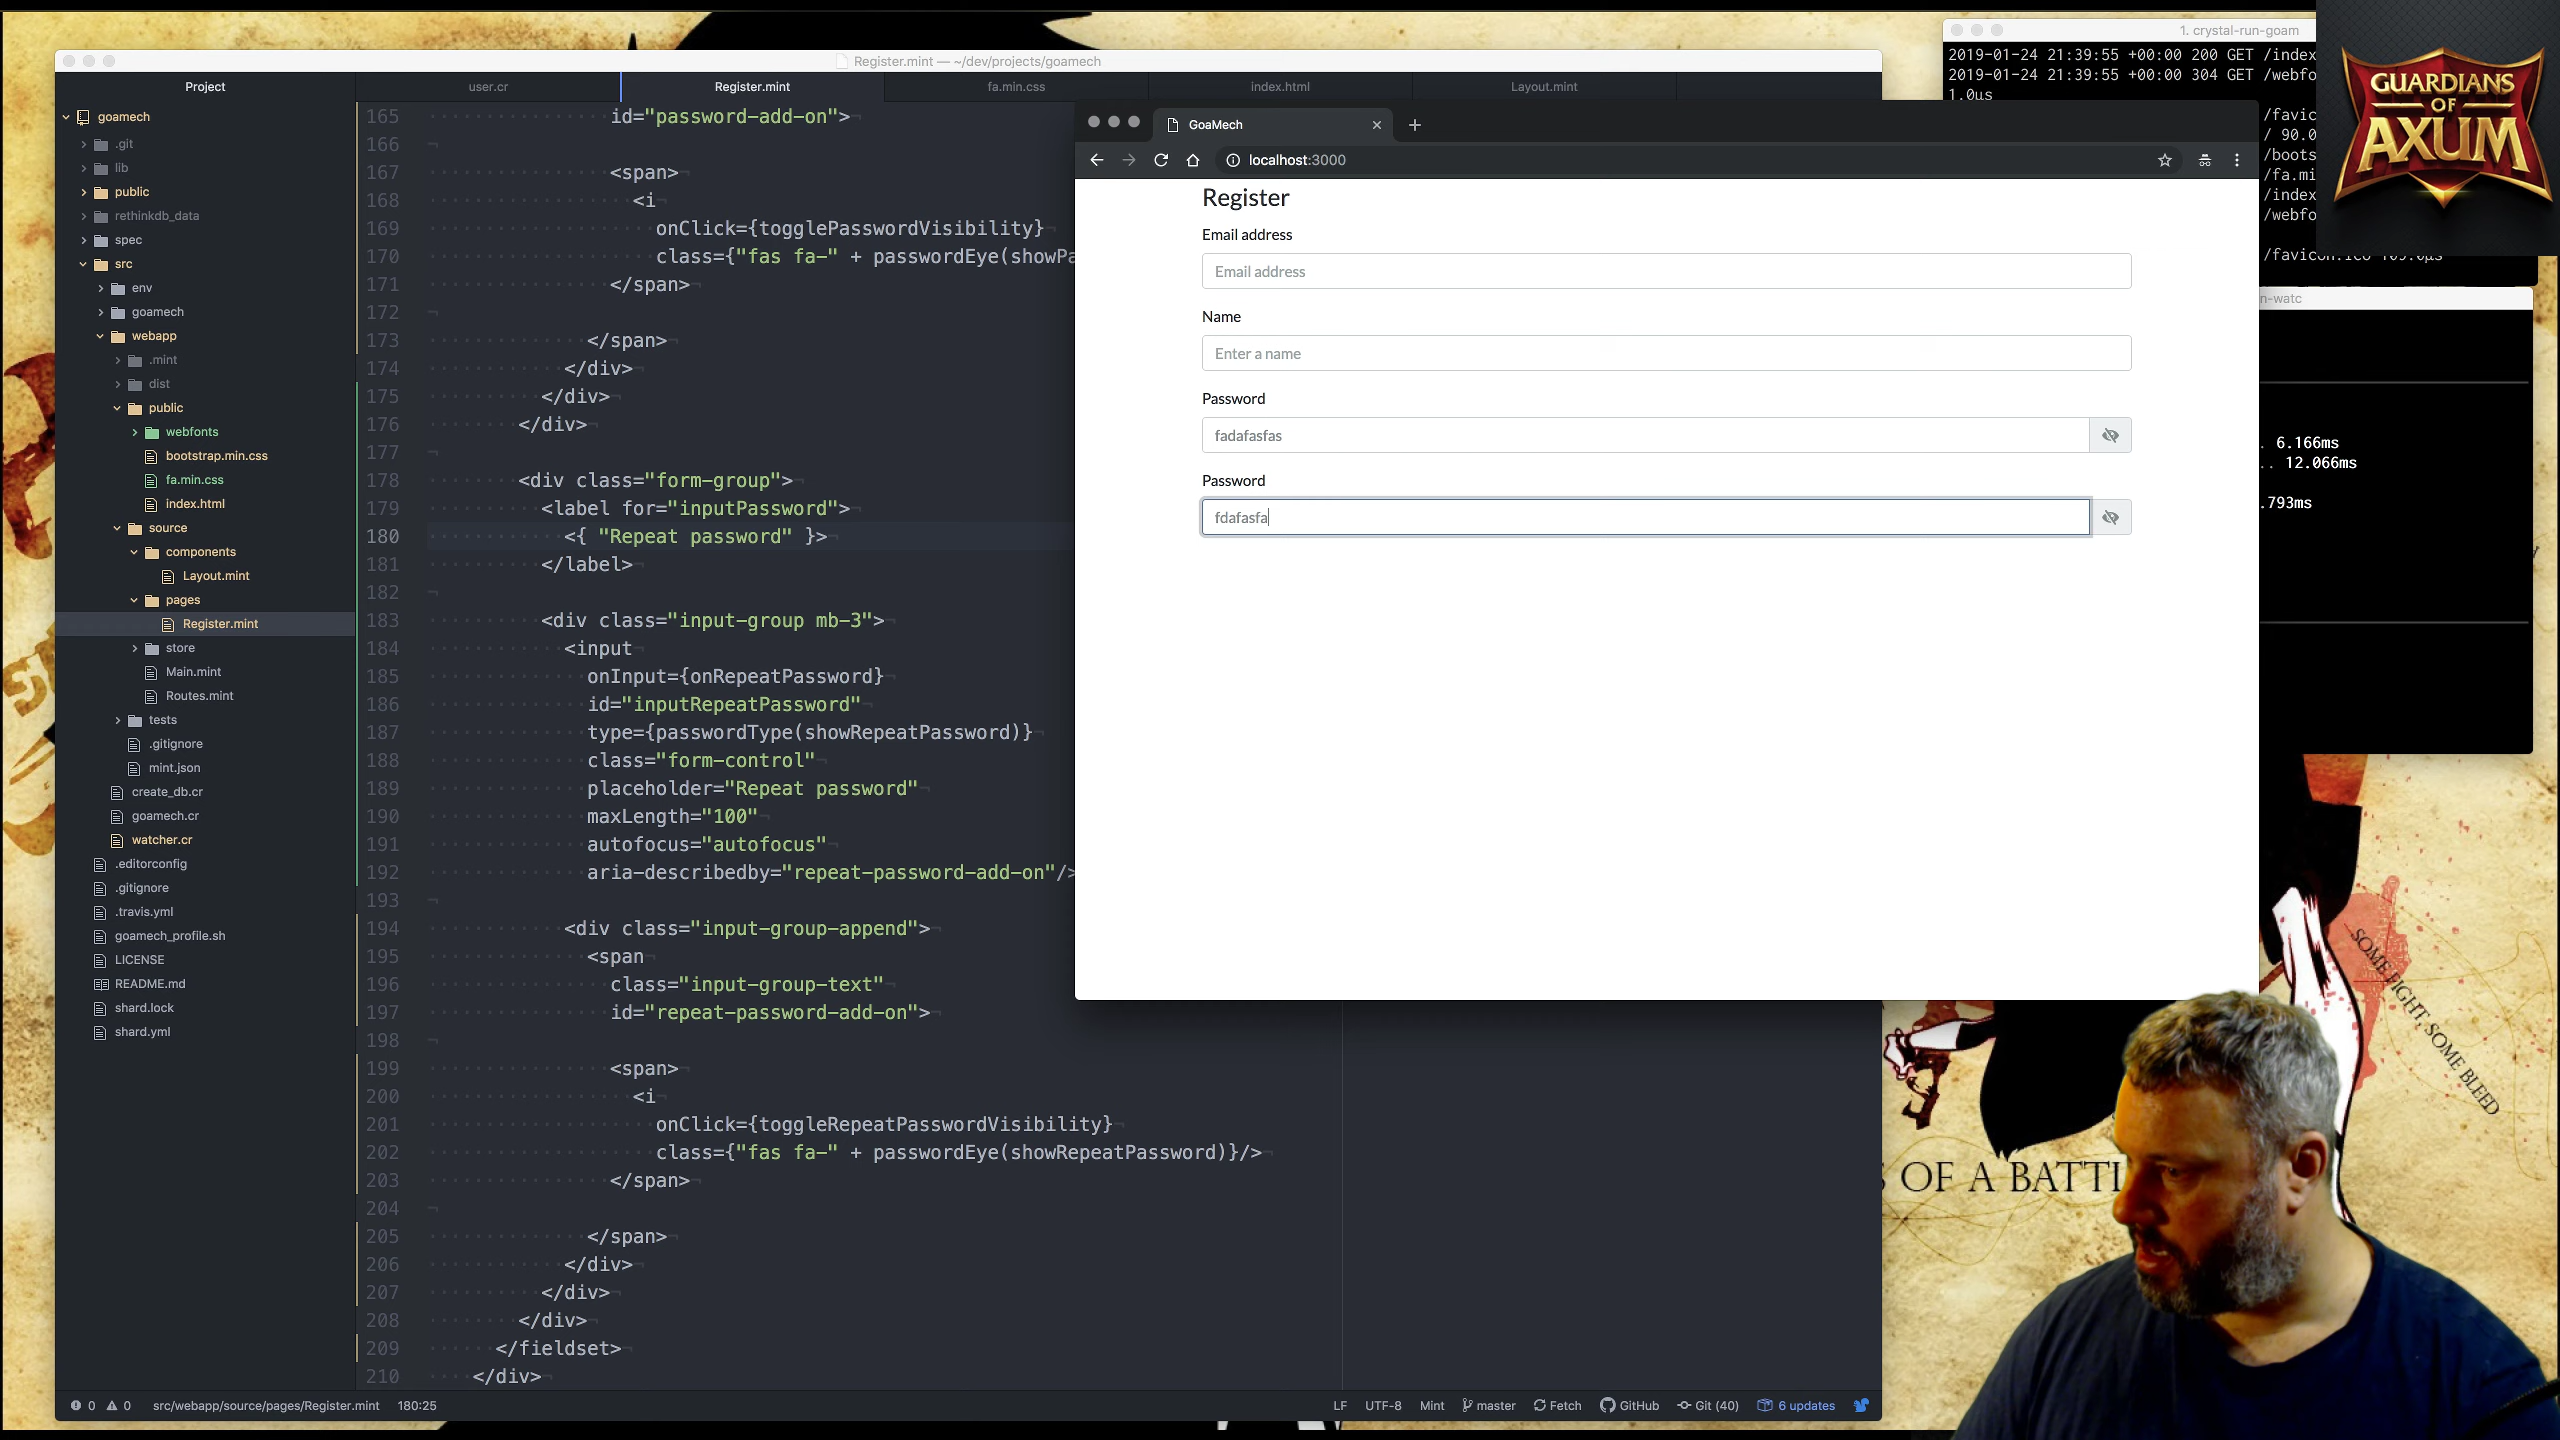 Register.mint — ~/dev/projects/goamech
Project
user.cr
Register.mint
fa.min.css
index.html
Layout.mint
goamech
.git
lib
public
rethinkdb_data
spec
src
env
goamech
webapp
.mint
dist
public
webfonts
bootstrap.min.css
fa.min.css
index.html
source
components
Layout.mint
pages
Register.mint
store
Main.mint
Routes.mint
tests
.gitignore
mint.json
create_db.cr
goamech.cr
watcher.cr
.editorconfig
.gitignore
.travis.yml
goamech_profile.sh
LICENSE
README.md
shard.lock
shard.yml
165 id="password-add-on">
166
167 <span>
168 <i
169 onClick={togglePasswordVisibility}
170 class={"fas fa-" + passwordEye(showPa
171 </span>
172
173 </span>
174 </div>
175 </div>
176 </div>
177
178 <div class="form-group">
179 <label for="inputPassword">
180 <{ "Repeat password" }>
181 </label>
182
183 <div class="input-group mb-3">
184 <input
185 onInput={onRepeatPassword}
186 id="inputRepeatPassword"
187 type={passwordType(showRepeatPassword)}
188 class="form-control"
189 placeholder="Repeat password"
190 maxLength="100"
191 autofocus="autofocus"
192 aria-describedby="repeat-password-add-on"/>
193
194 <div class="input-group-append">
195 <span
196 class="input-group-text"
197 id="repeat-password-add-on">
198
199 <span>
200 <i
201 onClick={toggleRepeatPasswordVisibility}
202 class={"fas fa-" + passwordEye(showRepeatPassword)}/>
203 </span>
204
205 </span>
206 </div>
207 </div>
208 </div>
209 </fieldset>
210 </div>
0 0 src/webapp/source/pages/Register.mint 180:25
LF UTF-8 Mint master Fetch GitHub Git (40) 6 updates
GoaMech
localhost:3000
Register
Email address
Email address
Name
Enter a name
Password
fadafasfas
Password
fdafasfa
1. crystal-run-goam
2019-01-24 21:39:55 +00:00 200 GET /index
2019-01-24 21:39:55 +00:00 304 GET /webfo
1.0µs
/favic
/ 90.0
/boots
/fa.mi
/index
/webfo
n-watc
. 6.166ms
.. 12.066ms
.793ms
GUARDIANS
OF
AXUM
SOME FIGHT, SOME BLEED
OF A BATTL